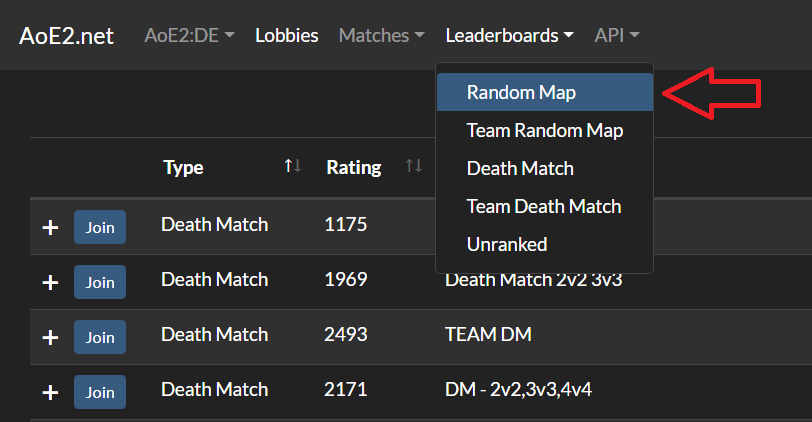 AoE2.net AoE2:DE Lobbies Matches Leaderboards API
Random Map
Team Random Map
Death Match
Team Death Match
Unranked
Type Rating
+ Join Death Match 1175
+ Join Death Match 1969 Death Match 2v2 3v3
+ Join Death Match 2493 TEAM DM
+ Join Death Match 2171 DM - 2v2,3v3,4v4